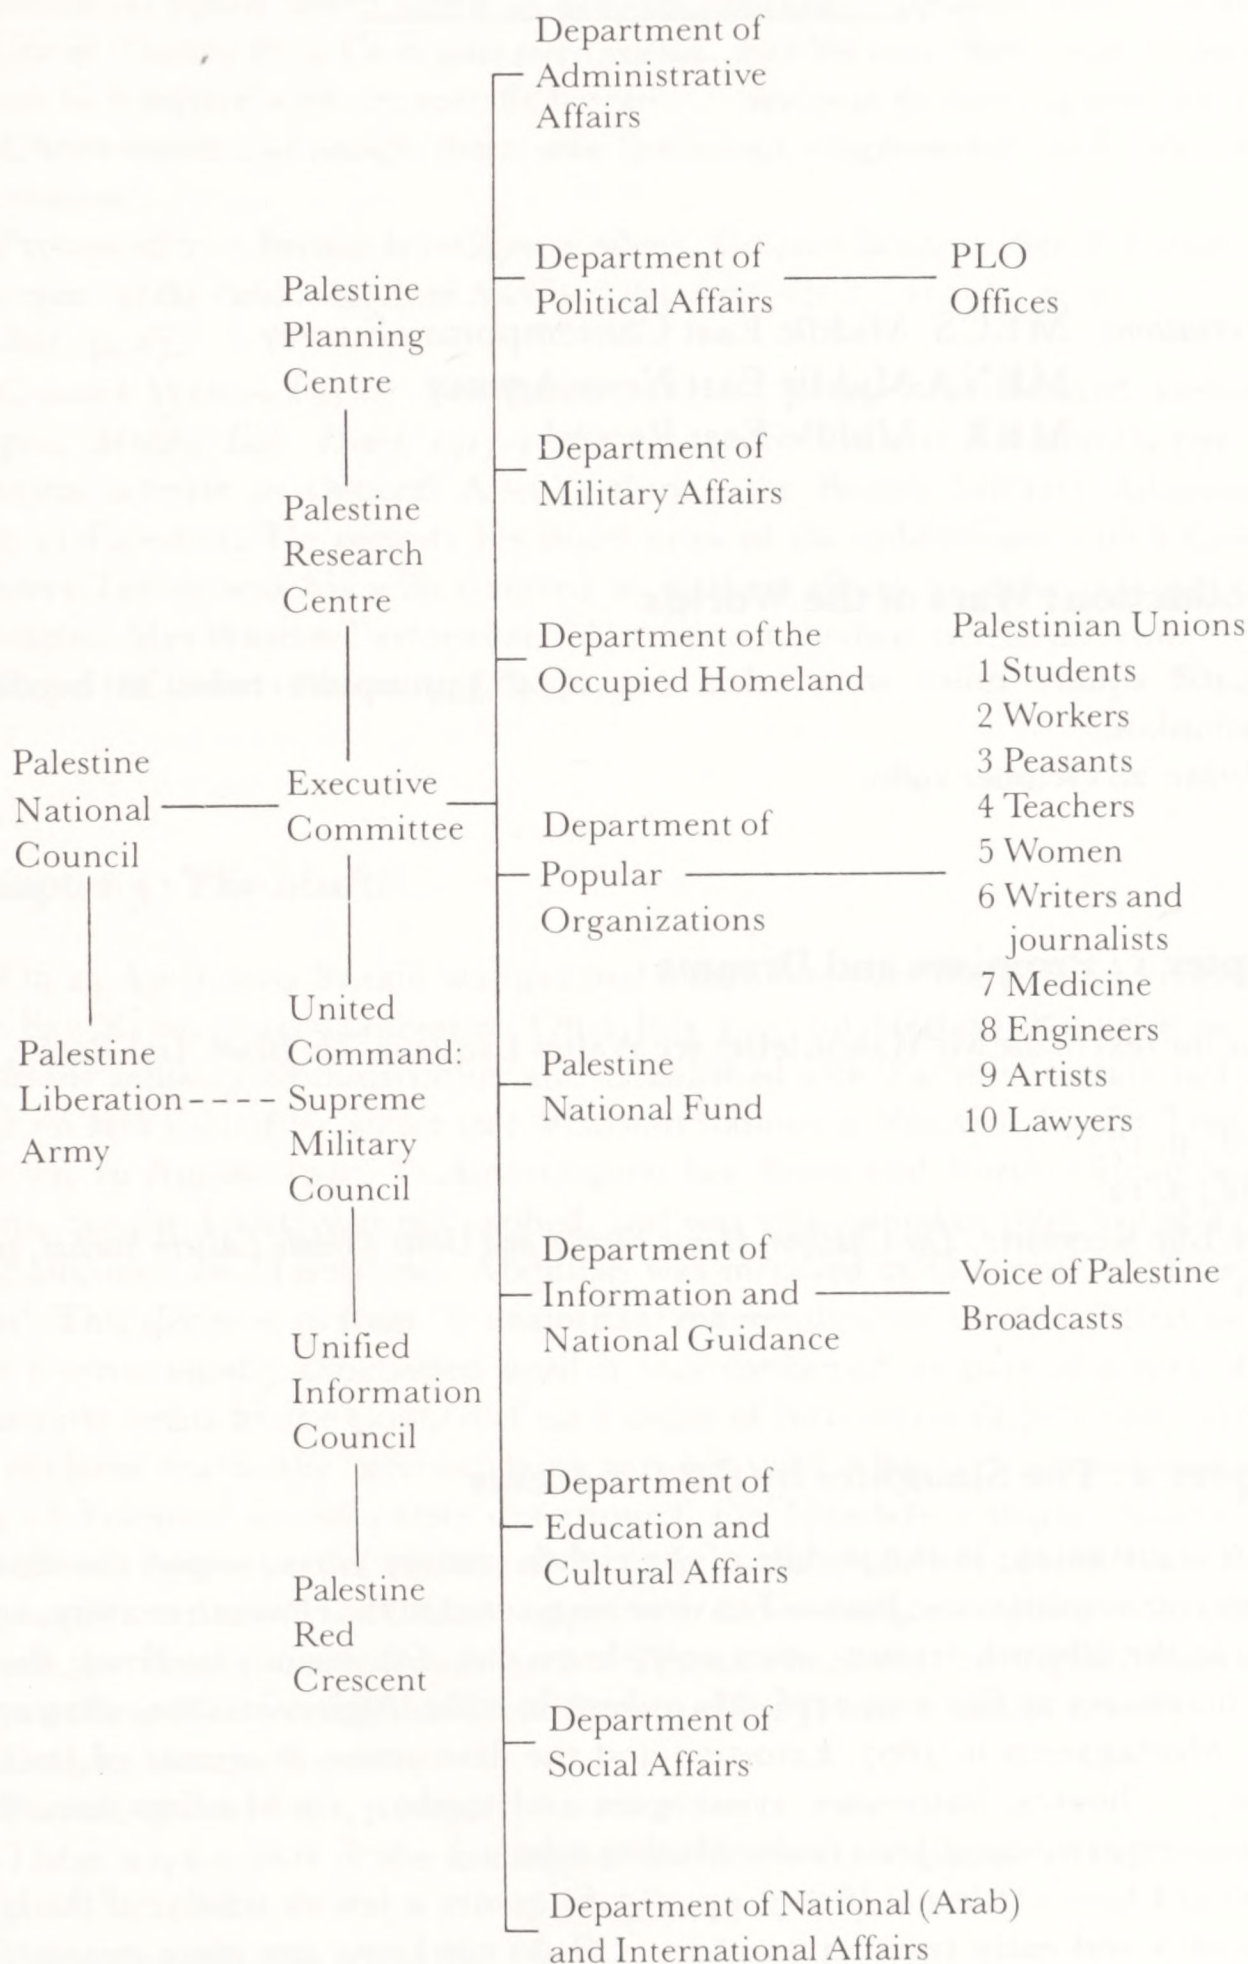 Department of
Administrative
Affairs
Department of
Political Affairs
PLO
Offices
Palestine
Planning
Centre
Department of
Military Affairs
Palestine
Research
Centre
Department of the
Occupied Homeland
Palestinian Unions
1 Students
2 Workers
3 Peasants
4 Teachers
5 Women
6 Writers and
journalists
7 Medicine
8 Engineers
9 Artists
10 Lawyers
Palestine
National
Council
Executive
Committee
Department of
Popular
Organizations
Palestine
Liberation
Army
United
Command:
Supreme
Military
Council
Palestine
National Fund
Department of
Information and
National Guidance
Voice of Palestine
Broadcasts
Unified
Information
Council
Department of
Education and
Cultural Affairs
Palestine
Red
Crescent
Department of
Social Affairs
Department of National (Arab)
and International Affairs